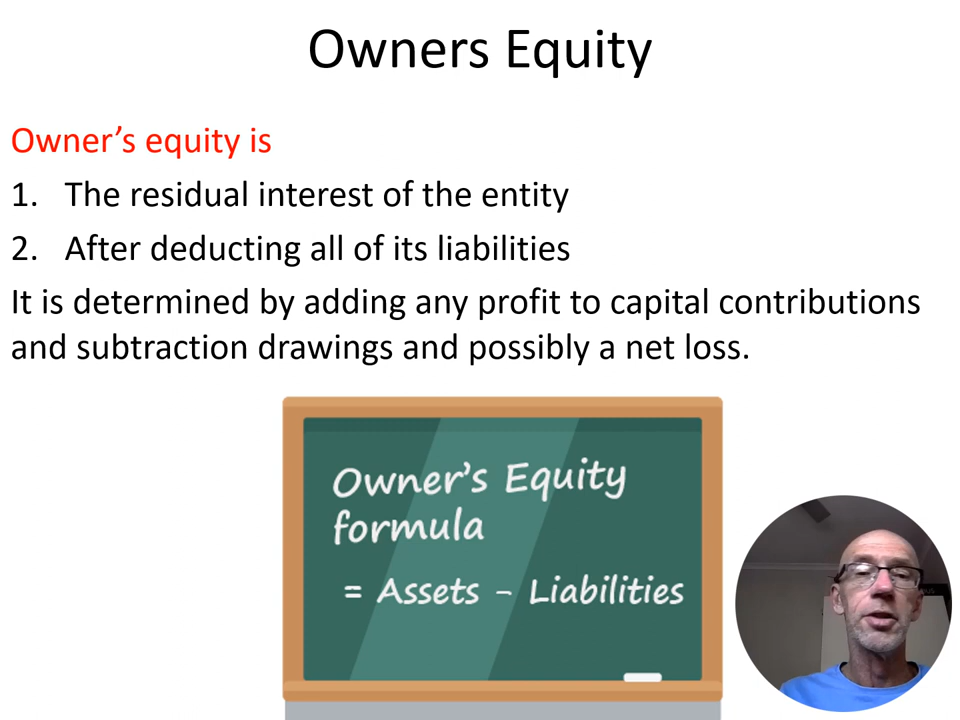 Owners Equity
Owner’s equity is
1. The residual interest of the entity
2. After deducting all of its liabilities
It is determined by adding any profit to capital contributions
and subtraction drawings and possibly a net loss.
Owner’s Equity
formula
= Assets - Liabilities